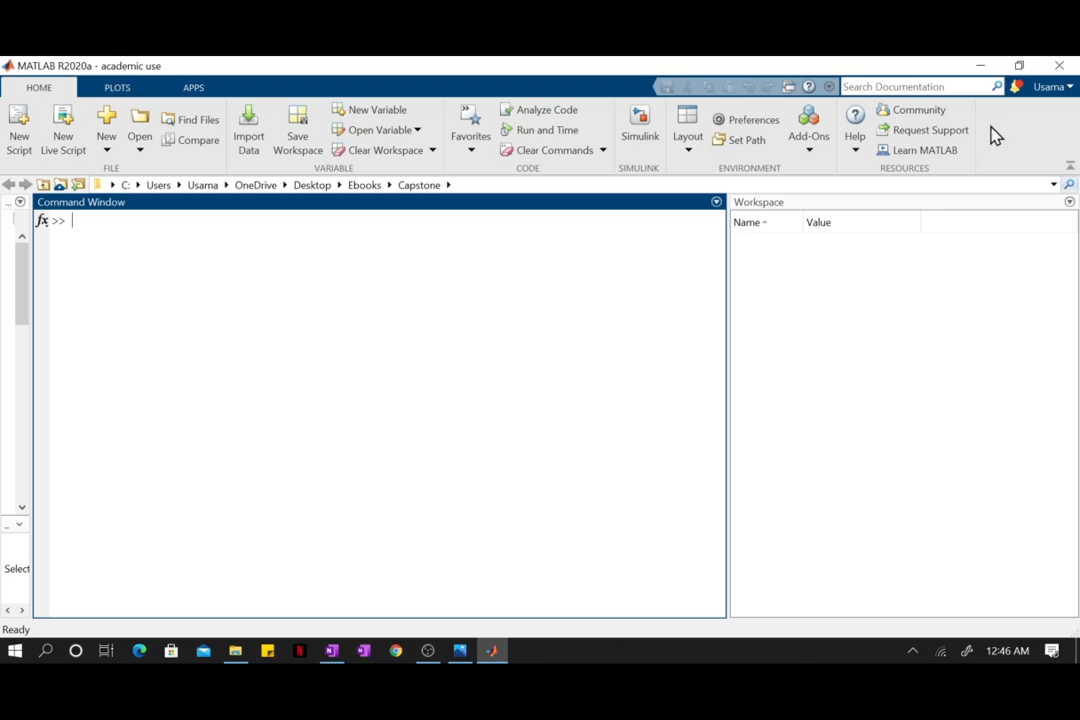 MATLAB R2020a - academic use
HOME PLOTS APPS
Search Documentation
Usama
New Script
New Live Script
New
Open
Find Files
Compare
FILE
Import Data
Save Workspace
New Variable
Open Variable
Clear Workspace
VARIABLE
Favorites
Analyze Code
Run and Time
Clear Commands
CODE
Simulink
SIMULINK
Layout
Preferences
Set Path
Add-Ons
ENVIRONMENT
Help
Community
Request Support
Learn MATLAB
RESOURCES
C: Users Usama OneDrive Desktop Ebooks Capstone
...
Command Window
Workspace
fx >>
Name Value
..
Select
Ready
12:46 AM